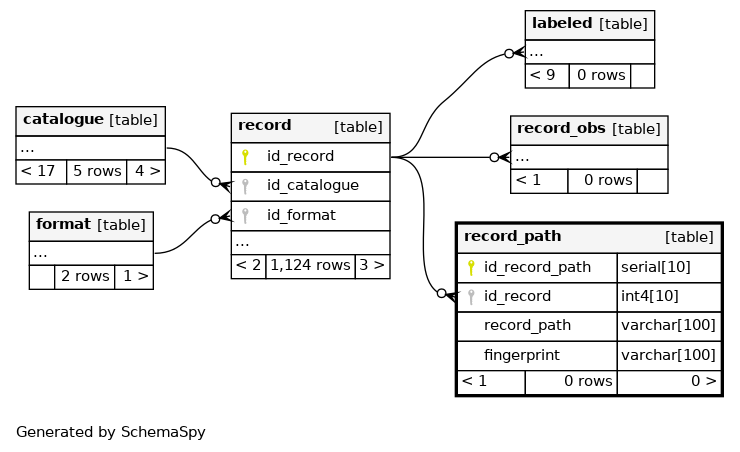 labeled [table]
...
< 9 0 rows
catalogue [table]
...
< 17 5 rows 4 >
record [table]
id_record
id_catalogue
id_format
...
< 2 1,124 rows 3 >
record_obs [table]
...
< 1 0 rows
format [table]
...
2 rows 1 >
record_path [table]
id_record_path serial[10]
id_record int4[10]
record_path varchar[100]
fingerprint varchar[100]
< 1 0 rows 0 >
Generated by SchemaSpy